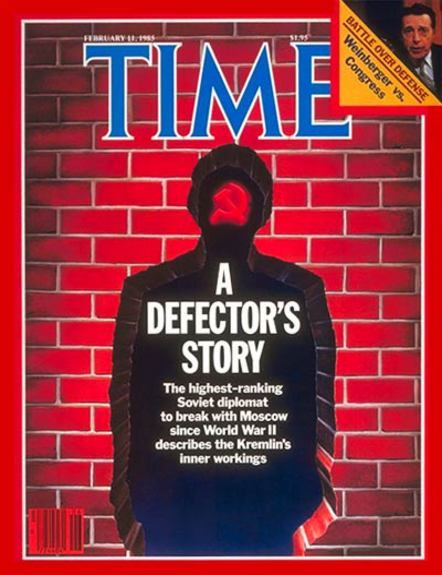 FEBRUARY 11, 1985
$1.95
TIME
BATTLE OVER DEFENSE
Weinberger vs.
Congress
A
DEFECTOR'S
STORY
The highest-ranking
Soviet diplomat
to break with Moscow
since World War II
describes the Kremlin's
inner workings